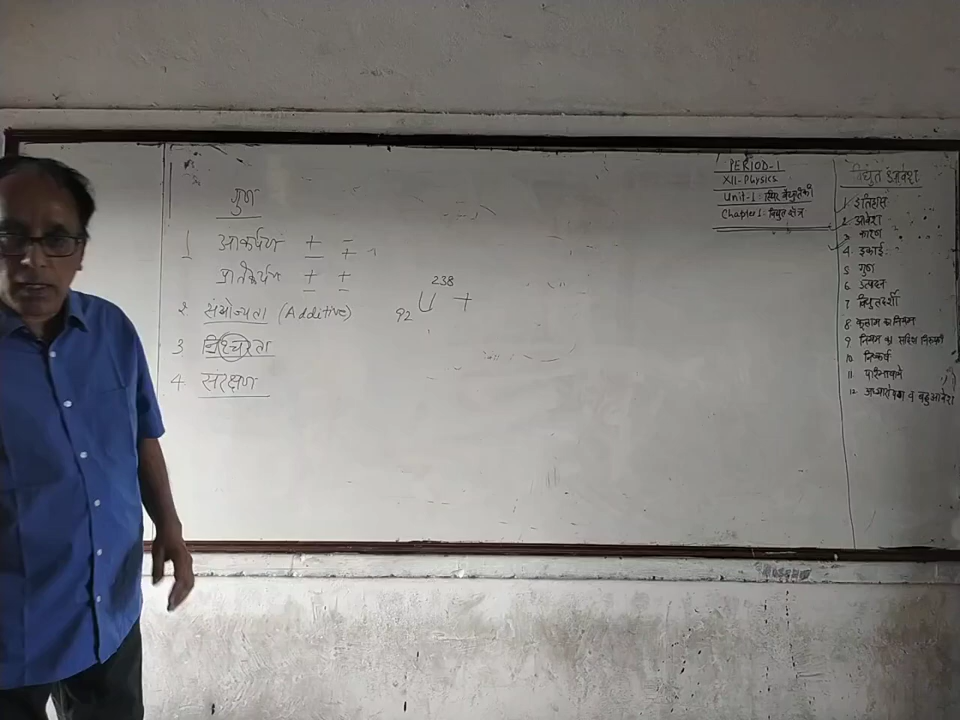 गुण
1 आकर्षण + - - +
प्रतिकर्षण + + - -
2 संयोज्यता (Additive)
3 निश्चरता
4. संरक्षण
238
92 U +
PERIOD-1
XII-Physics
Unit-1: स्थिर वैद्युतिकी
Chapter 1: विद्युत क्षेत्र
विद्युत आवेश
1 इतिहास
2 आवेश
3 कारण
4. इकाई
5 गुण
6 उत्पादन
7 विद्युतदर्शी
8 कूलाम का नियम
9 नियम का सदिश निरूपण
10 निष्कर्ष
11 परिभाषायें
12 अध्यारोपण व बहुआवेश